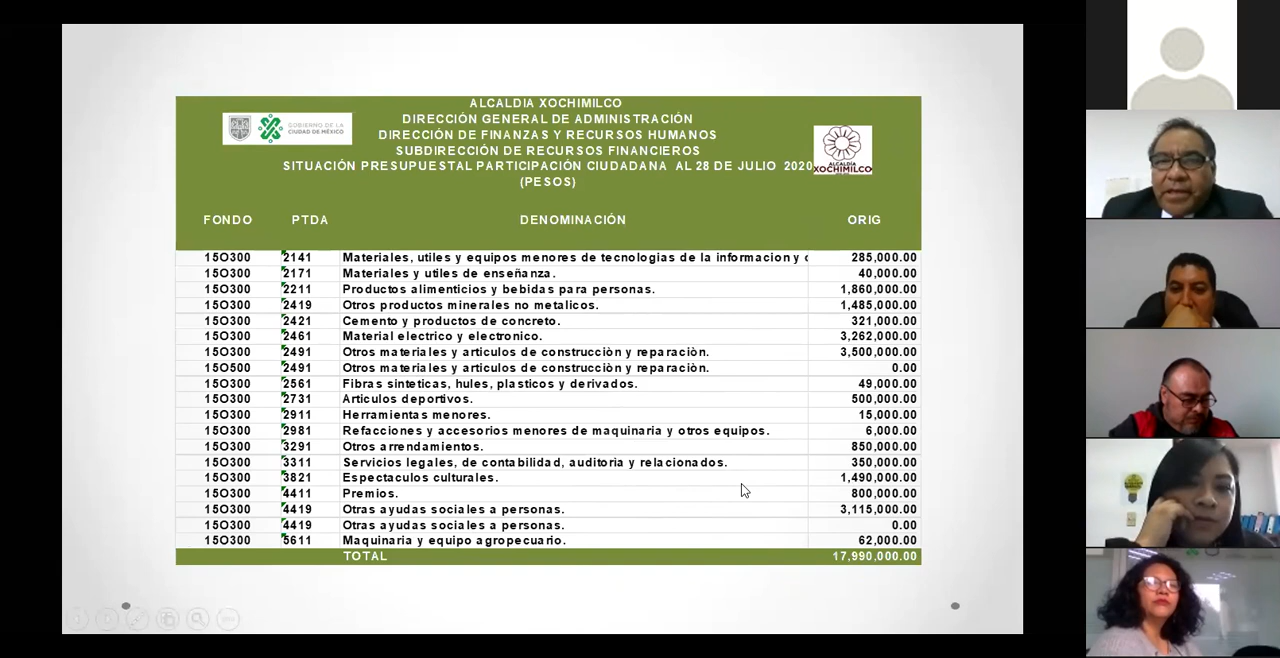 ALCALDIA XOCHIMILCO
DIRECCIÓN GENERAL DE ADMINISTRACIÓN
DIRECCIÓN DE FINANZAS Y RECURSOS HUMANOS
SUBDIRECCIÓN DE RECURSOS FINANCIEROS
SITUACIÓN PRESUPUESTAL PARTICIPACIÓN CIUDADANA AL 28 DE JULIO 2020
(PESOS)
GOBIERNO DE LA
CIUDAD DE MÉXICO
ALCALDÍA
XOCHIMILCO
FONDO PTDA DENOMINACIÓN ORIG
15O300 2141 Materiales, utiles y equipos menores de tecnologias de la informacion y c 285,000.00
15O300 2171 Materiales y utiles de enseñanza. 40,000.00
15O300 2211 Productos alimenticios y bebidas para personas. 1,860,000.00
15O300 2419 Otros productos minerales no metalicos. 1,485,000.00
15O300 2421 Cemento y productos de concreto. 321,000.00
15O300 2461 Material electrico y electronico. 3,262,000.00
15O300 2491 Otros materiales y articulos de construcciòn y reparaciòn. 3,500,000.00
15O500 2491 Otros materiales y articulos de construcciòn y reparaciòn. 0.00
15O300 2561 Fibras sinteticas, hules, plasticos y derivados. 49,000.00
15O300 2731 Articulos deportivos. 500,000.00
15O300 2911 Herramientas menores. 15,000.00
15O300 2981 Refacciones y accesorios menores de maquinaria y otros equipos. 6,000.00
15O300 3291 Otros arrendamientos. 850,000.00
15O300 3311 Servicios legales, de contabilidad, auditoria y relacionados. 350,000.00
15O300 3821 Espectaculos culturales. 1,490,000.00
15O300 4411 Premios. 800,000.00
15O300 4419 Otras ayudas sociales a personas. 3,115,000.00
15O300 4419 Otras ayudas sociales a personas. 0.00
15O300 5611 Maquinaria y equipo agropecuario. 62,000.00
TOTAL 17,990,000.00